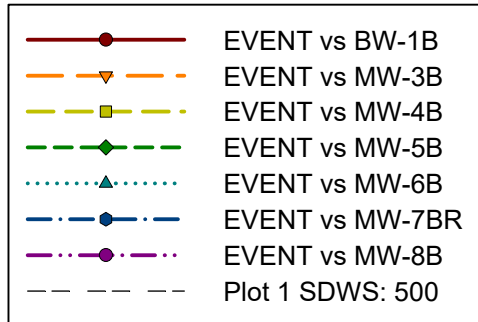 EVENT vs BW-1B
EVENT vs MW-3B
EVENT vs MW-4B
EVENT vs MW-5B
EVENT vs MW-6B
EVENT vs MW-7BR
EVENT vs MW-8B
Plot 1 SDWS: 500